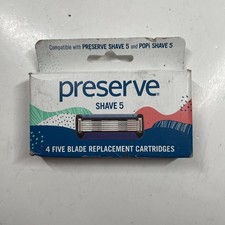 Compatible with PRESERVE SHAVE 5 and POPi SHAVE 5
preserve®
SHAVE 5
4 FIVE BLADE REPLACEMENT CARTRIDGES